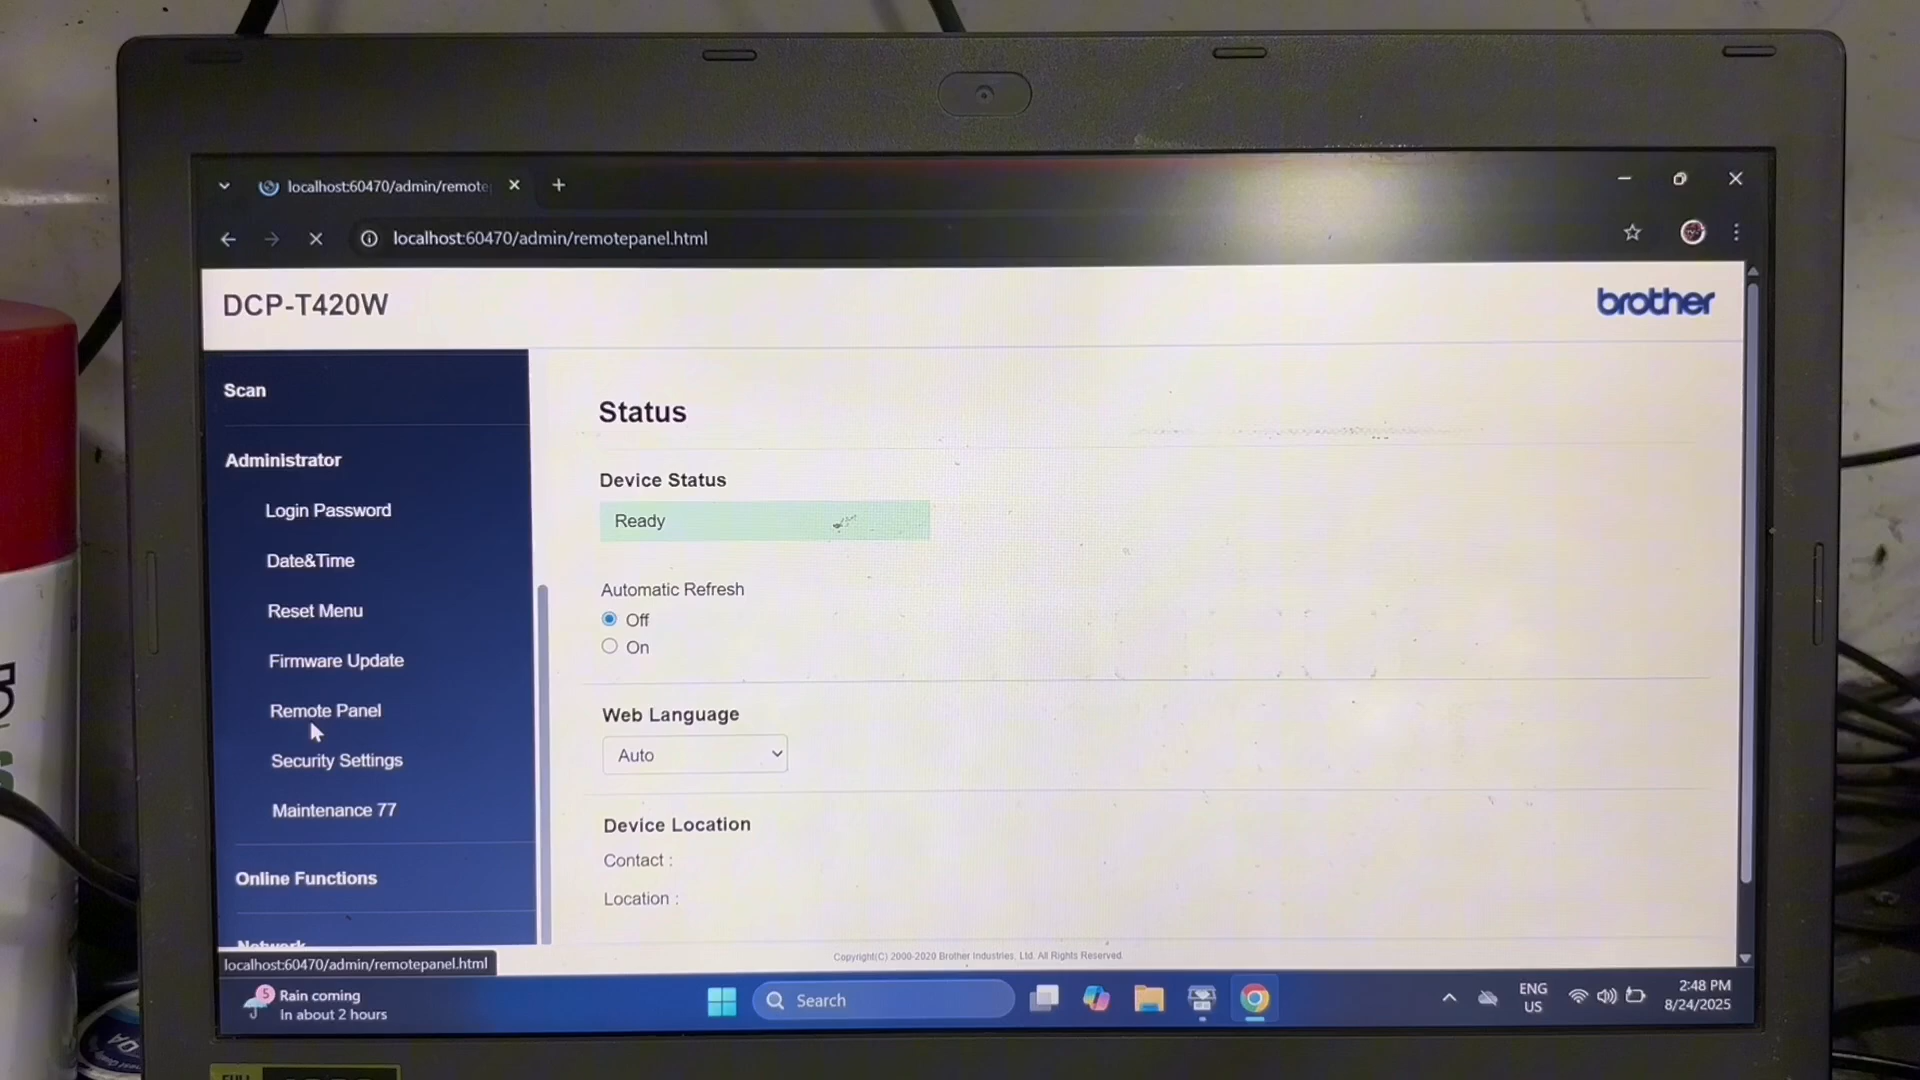 localhost:60470/admin/remote
localhost:60470/admin/remotepanel.html
DCP-T420W
brother
Scan
Administrator
Login Password
Date&Time
Reset Menu
Firmware Update
Remote Panel
Security Settings
Maintenance 77
Online Functions
Network
Status
Device Status
Ready
Automatic Refresh
Off
On
Web Language
Auto
Device Location
Contact :
Location :
Copyright(C) 2000-2020 Brother Industries, Ltd. All Rights Reserved.
localhost:60470/admin/remotepanel.html
5
Rain coming
In about 2 hours
Search
ENG
US
2:48 PM
8/24/2025